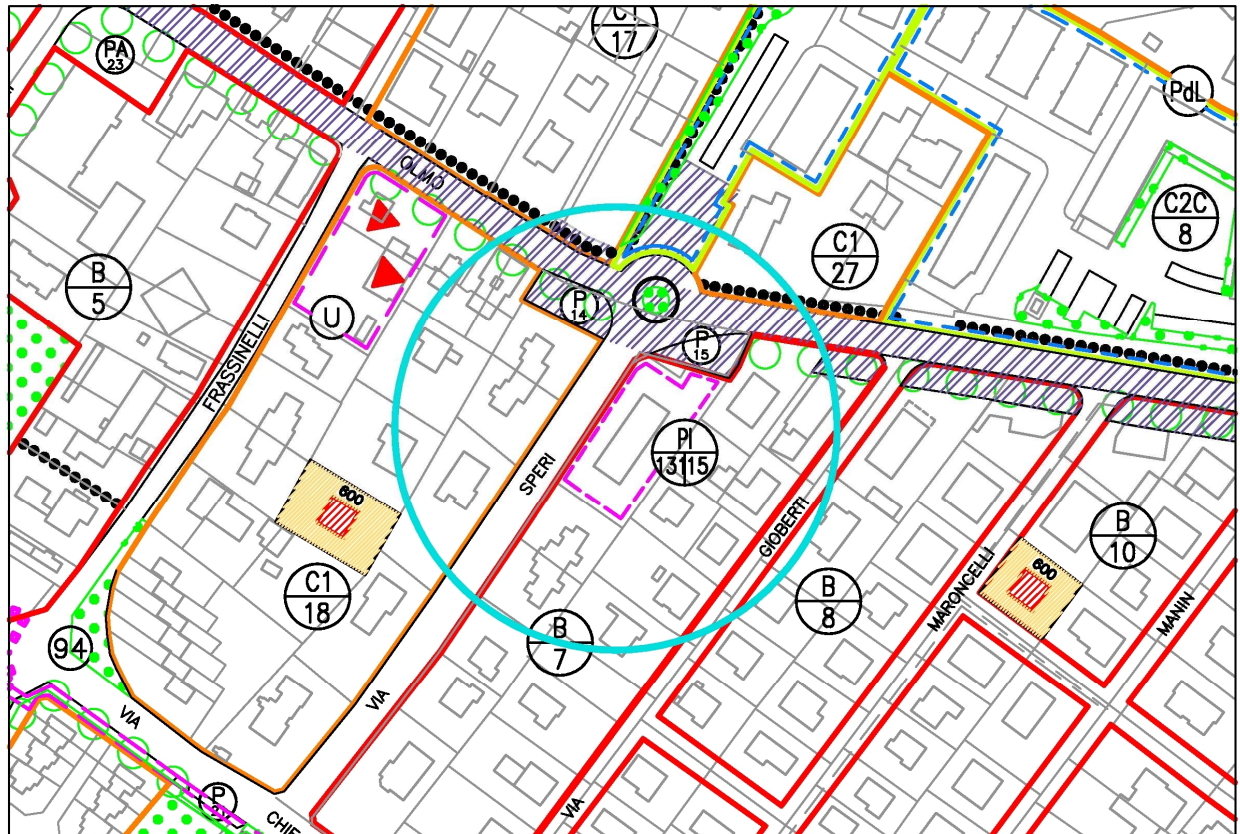 C1
17
PA
23
PdL
OLMO
C2C
8
C1
27
B
5
U
P
14
P
15
FRASSINELLI
PI
131 15
SPERI
600
GIOBERTI
B
10
600
C1
18
B
8
MARONCELLI
MANIN
B
7
94
VIA
VIA
VIA
P
CHIE